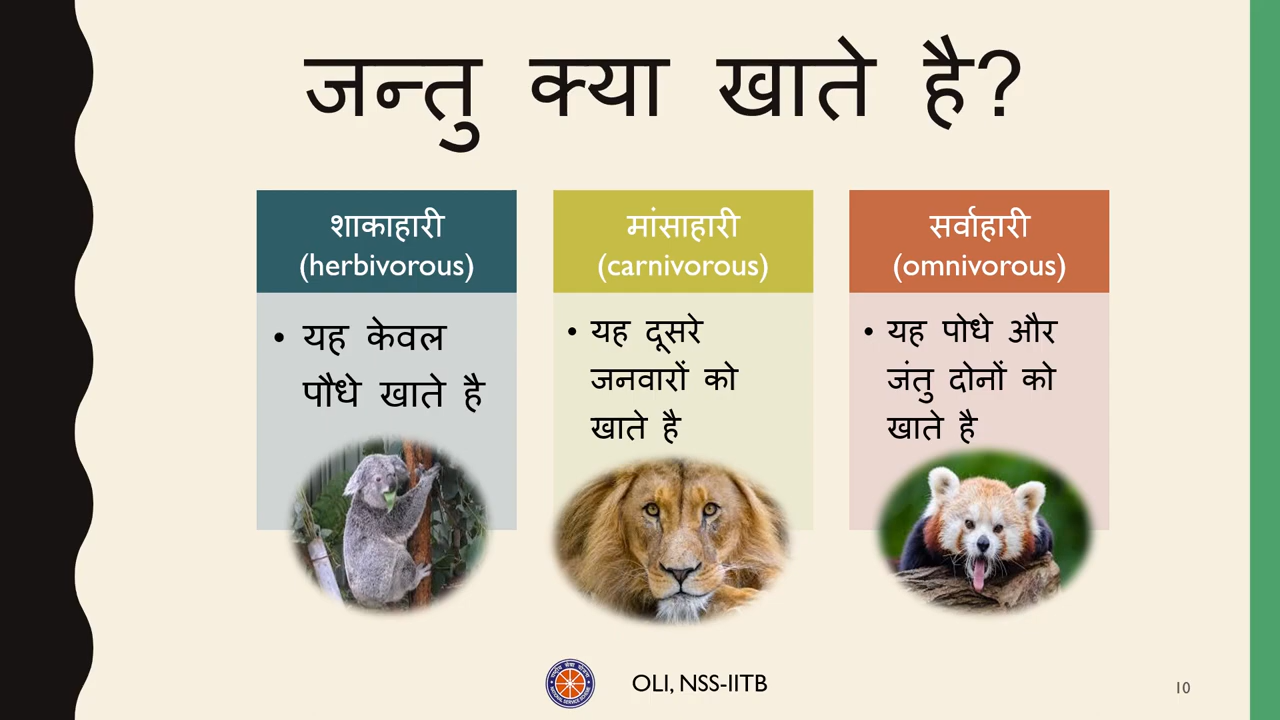 जन्तु क्या खाते है?
शाकाहारी
(herbivorous)
• यह केवल
पौधे खाते है
मांसाहारी
(carnivorous)
• यह दूसरे
जनवारों को
खाते है
सर्वाहारी
(omnivorous)
• यह पोधे और
जंतु दोनों को
खाते है
OLI, NSS-IITB
10